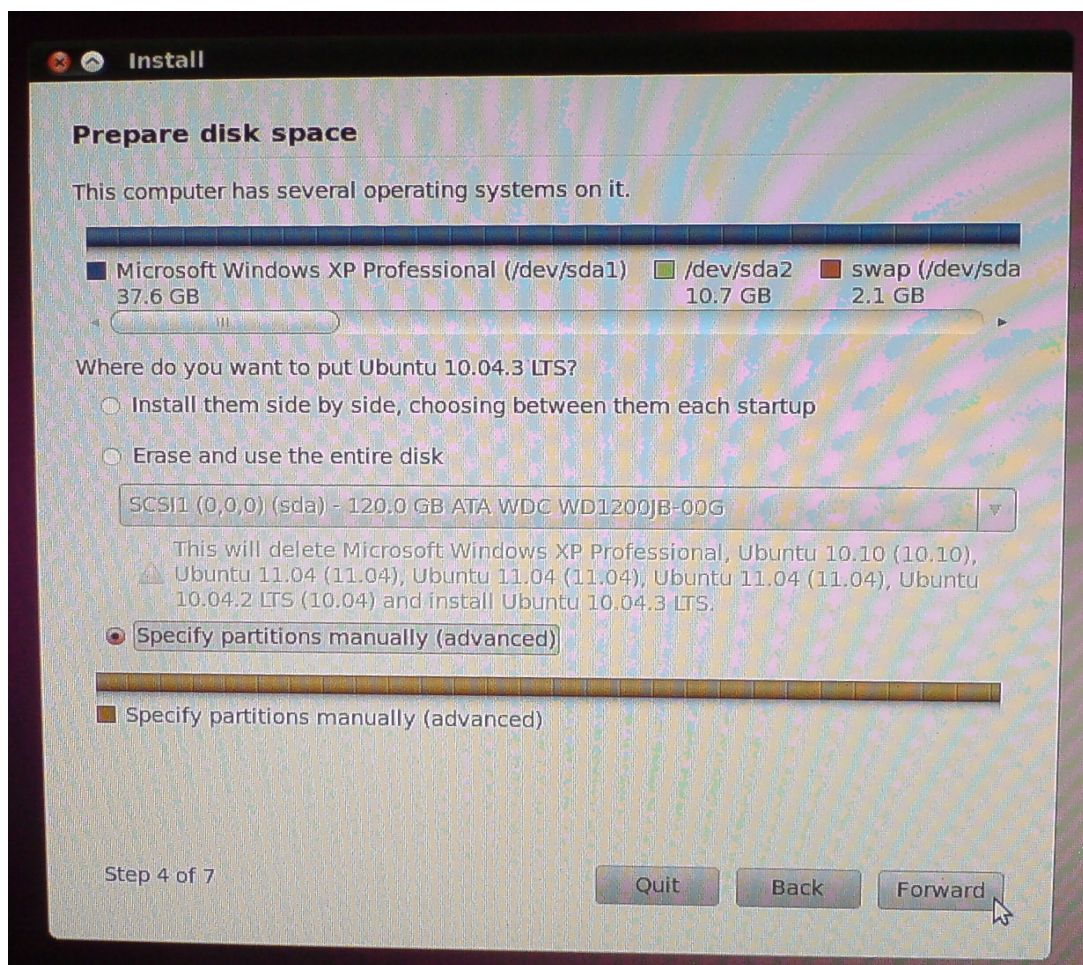 Install
Prepare disk space
This computer has several operating systems on it.
Microsoft Windows XP Professional (/dev/sda1) /dev/sda2 swap (/dev/sda
37.6 GB 10.7 GB 2.1 GB
Where do you want to put Ubuntu 10.04.3 LTS?
Install them side by side, choosing between them each startup
Erase and use the entire disk
SCSI1 (0,0,0) (sda) - 120.0 GB ATA WDC WD1200JB-00G
This will delete Microsoft Windows XP Professional, Ubuntu 10.10 (10.10),
Ubuntu 11.04 (11.04), Ubuntu 11.04 (11.04), Ubuntu 11.04 (11.04), Ubuntu
10.04.2 LTS (10.04) and install Ubuntu 10.04.3 LTS.
Specify partitions manually (advanced)
Specify partitions manually (advanced)
Step 4 of 7 Quit Back Forward